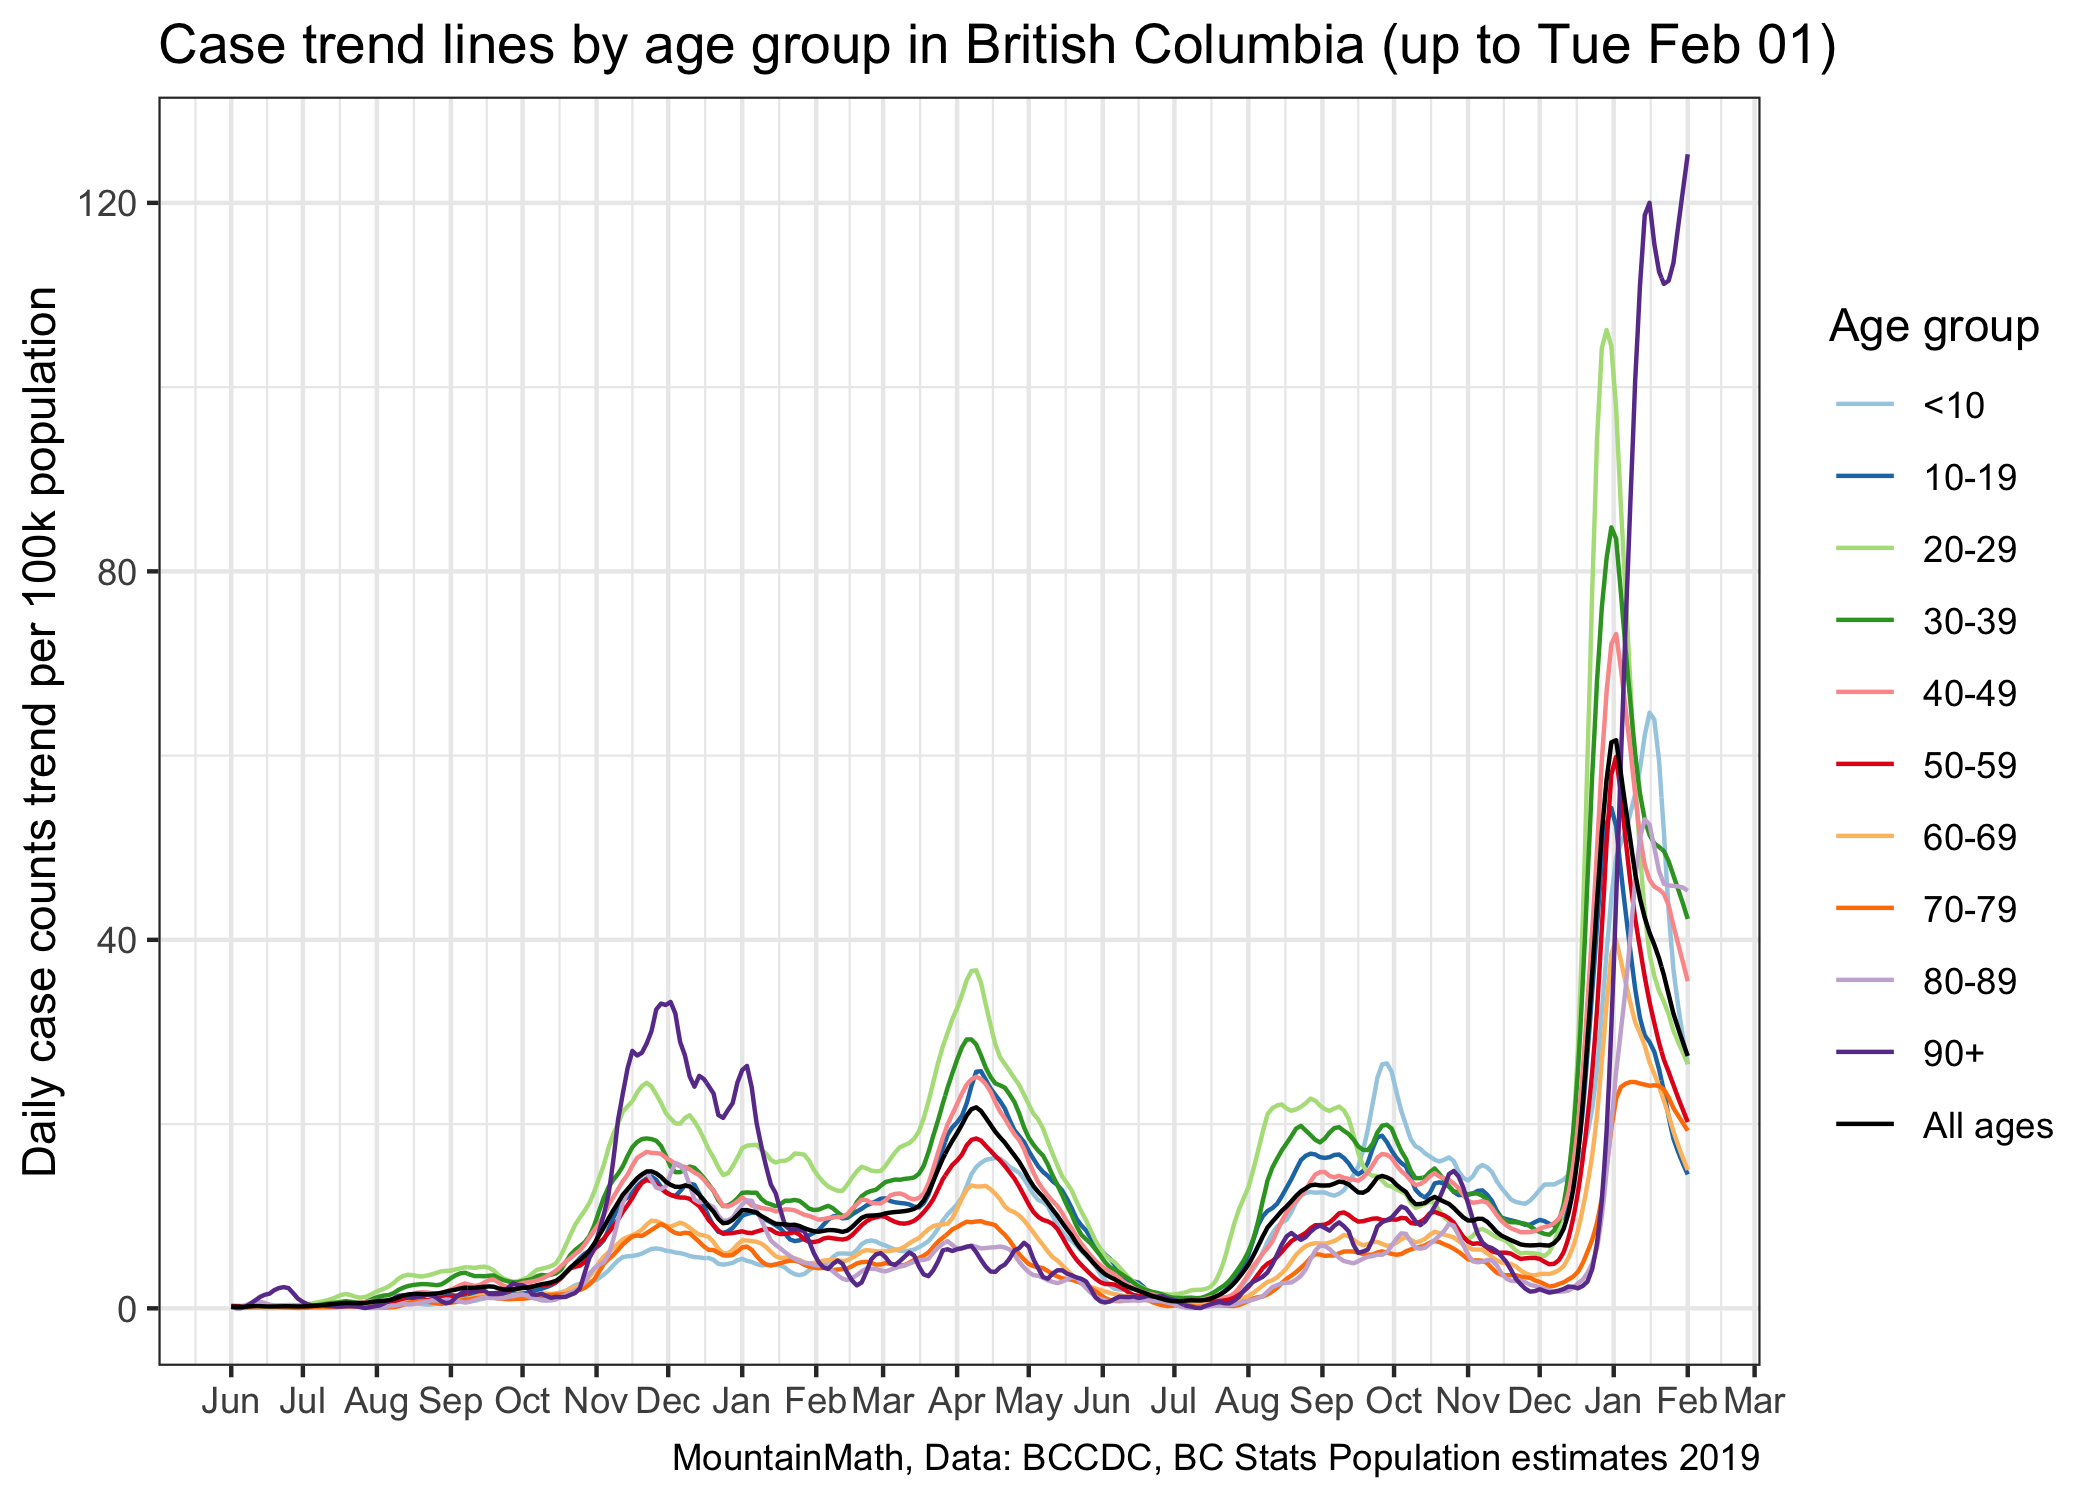 Case trend lines by age group in British Columbia (up to Tue Feb 01)
Daily case counts trend per 100k population
120
80
40
0
Jun Jul Aug Sep Oct Nov Dec Jan Feb Mar Apr May Jun Jul Aug Sep Oct Nov Dec Jan Feb Mar
Age group
<10
10-19
20-29
30-39
40-49
50-59
60-69
70-79
80-89
90+
All ages
MountainMath, Data: BCCDC, BC Stats Population estimates 2019